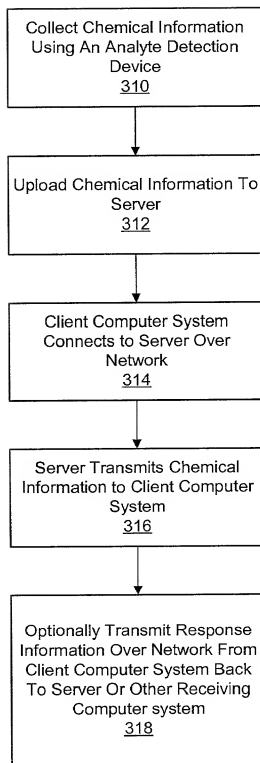 Collect Chemical Information
Using An Analyte Detection
Device
310
Upload Chemical Information To
Server
312
Client Computer System
Connects to Server Over
Network
314
Server Transmits Chemical
Information to Client Computer
System
316
Optionally Transmit Response
Information Over Network From
Client Computer System Back
To Server Or Other Receiving
Computer system
318